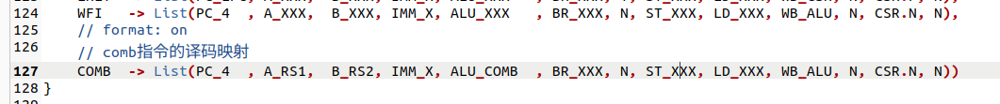 124 WFI -> List(PC_4 , A_XXX, B_XXX, IMM_X, ALU_XXX , BR_XXX, N, ST_XXX, LD_XXX, WB_ALU, N, CSR.N, N),
125 // format: on
126 // comb指令的译码映射
127 COMB -> List(PC_4 , A_RS1, B_RS2, IMM_X, ALU_COMB , BR_XXX, N, ST_XXX, LD_XXX, WB_ALU, N, CSR.N, N))
128 }